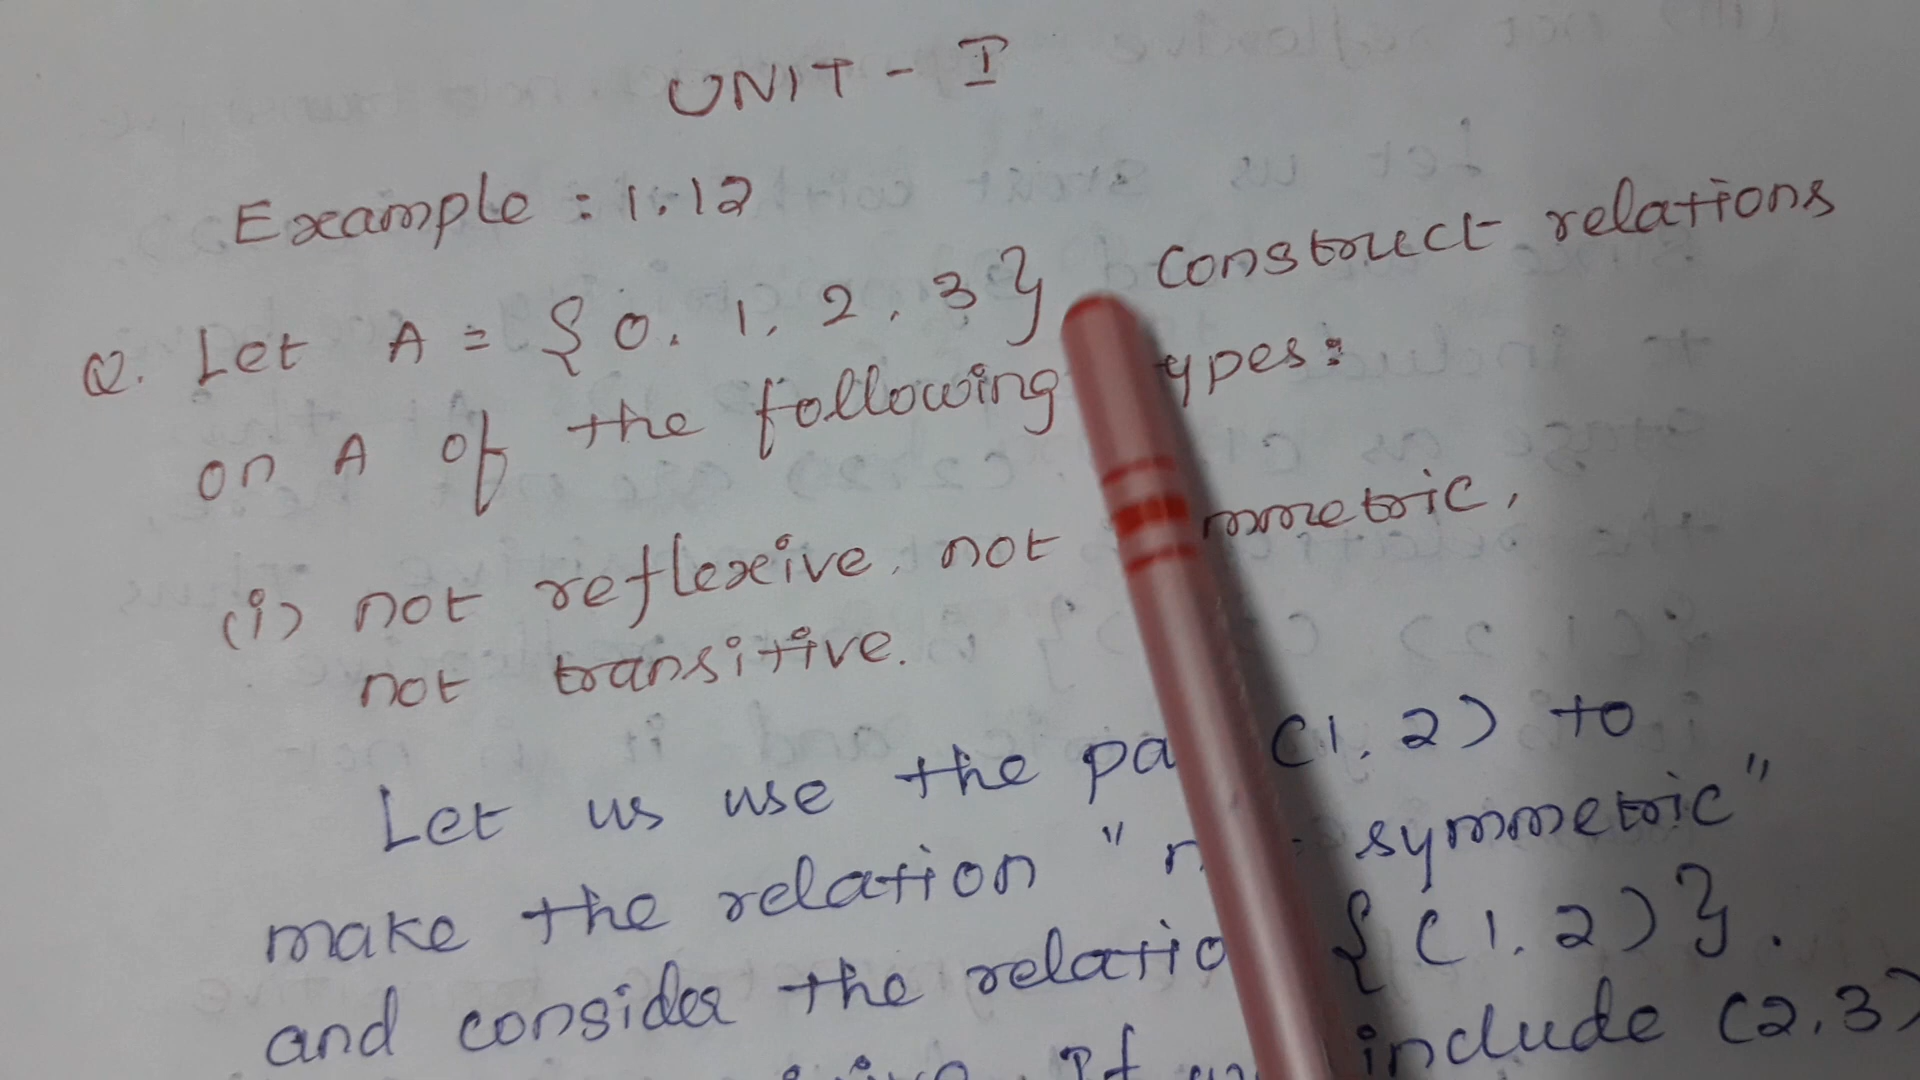 UNIT - I
Example : 1.12
Q. Let A = {0, 1, 2, 3} construct relations
on A of the following ypes:
(i) not reflexive, not mmetric,
not transitive.
Let us use the pa (1, 2) to
make the relation " symmetric"
and consider the relatio {(1, 2)}.
If include (2, 3)